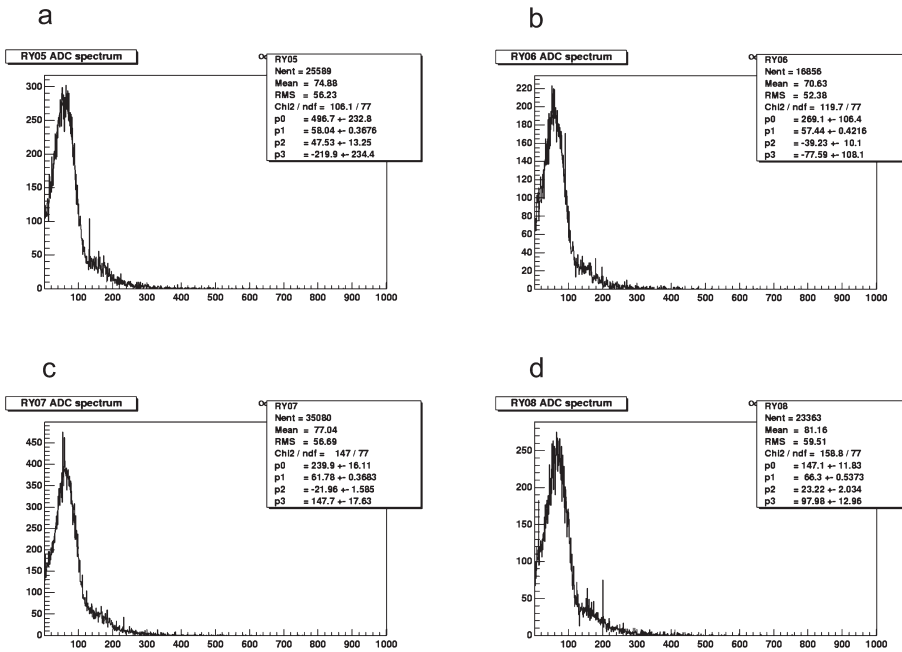 a
RY05 ADC spectrum
Oc
RY05
Nent = 25589
Mean = 74.88
RMS = 56.23
Chi2 / ndf = 106.1 / 77
p0 = 496.7 +- 232.8
p1 = 58.04 +- 0.3676
p2 = 47.53 +- 13.25
p3 = -219.9 +- 234.4
300
250
200
150
100
50
0
100 200 300 400 500 600 700 800 900 1000
b
RY06 ADC spectrum
Oc
RY06
Nent = 16856
Mean = 70.63
RMS = 52.38
Chi2 / ndf = 119.7 / 77
p0 = 269.1 +- 106.4
p1 = 57.44 +- 0.4216
p2 = -39.23 +- 10.1
p3 = -77.59 +- 108.1
220
200
180
160
140
120
100
80
60
40
20
0
100 200 300 400 500 600 700 800 900 1000
c
RY07 ADC spectrum
Oc
RY07
Nent = 35080
Mean = 77.04
RMS = 56.69
Chi2 / ndf = 147 / 77
p0 = 239.9 +- 16.11
p1 = 61.78 +- 0.3683
p2 = -21.96 +- 1.585
p3 = 147.7 +- 17.63
450
400
350
300
250
200
150
100
50
0
100 200 300 400 500 600 700 800 900 1000
d
RY08 ADC spectrum
Oc
RY08
Nent = 23363
Mean = 81.16
RMS = 59.51
Chi2 / ndf = 158.8 / 77
p0 = 147.1 +- 11.83
p1 = 66.3 +- 0.5373
p2 = 23.22 +- 2.034
p3 = 97.98 +- 12.96
250
200
150
100
50
0
100 200 300 400 500 600 700 800 900 1000